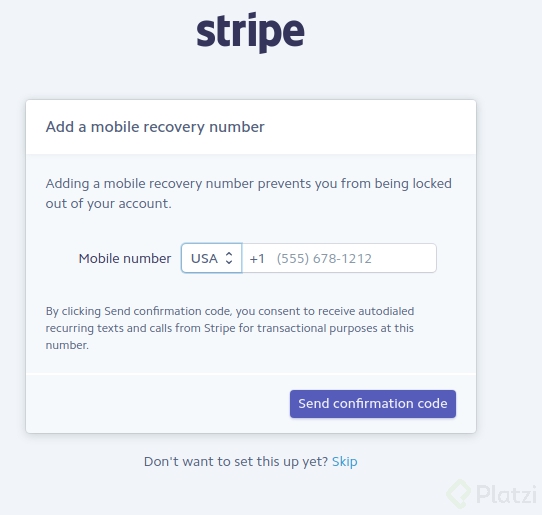 stripe
Add a mobile recovery number
Adding a mobile recovery number prevents you from being locked
out of your account.
Mobile number USA +1 (555) 678-1212
By clicking Send confirmation code, you consent to receive autodialed
recurring texts and calls from Stripe for transactional purposes at this
number.
Send confirmation code
Don't want to set this up yet? Skip
Platzi